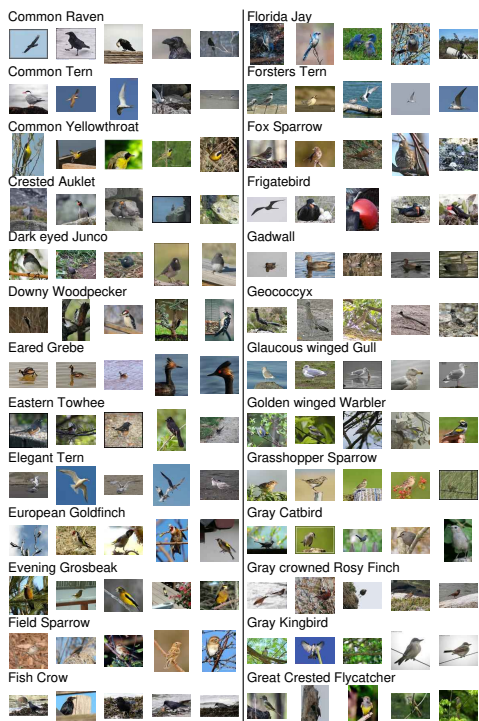 Common Raven
Common Tern
Common Yellowthroat
Crested Auklet
Dark eyed Junco
Downy Woodpecker
Eared Grebe
Eastern Towhee
Elegant Tern
European Goldfinch
Evening Grosbeak
Field Sparrow
Fish Crow
Florida Jay
Forsters Tern
Fox Sparrow
Frigatebird
Gadwall
Geococcyx
Glaucous winged Gull
Golden winged Warbler
Grasshopper Sparrow
Gray Catbird
Gray crowned Rosy Finch
Gray Kingbird
Great Crested Flycatcher